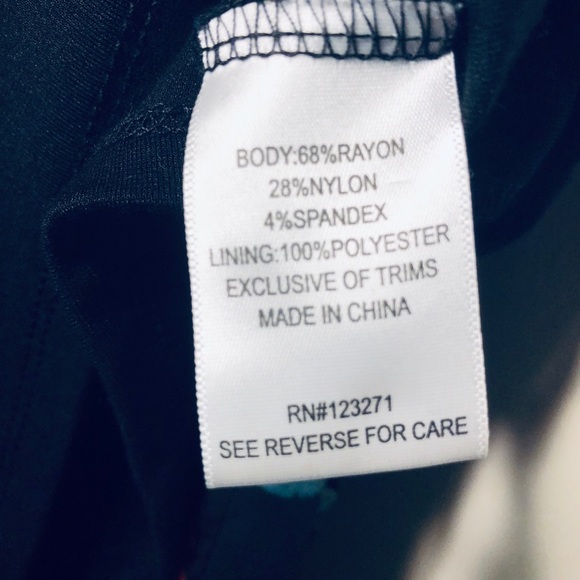 BODY:68%RAYON
28%NYLON
4%SPANDEX
LINING:100%POLYESTER
EXCLUSIVE OF TRIMS
MADE IN CHINA
RN#123271
SEE REVERSE FOR CARE